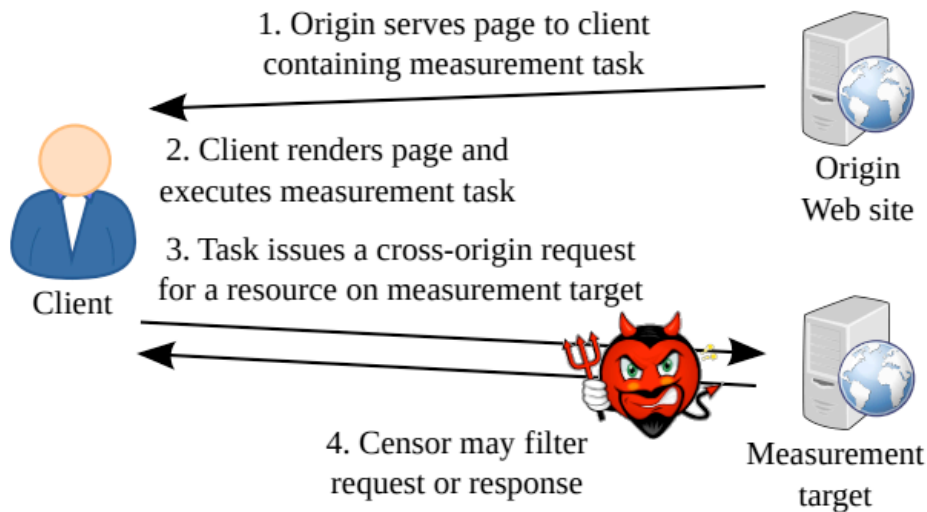 1. Origin serves page to client
containing measurement task
2. Client renders page and
executes measurement task
Origin
Web site
3. Task issues a cross-origin request
for a resource on measurement target
Client
4. Censor may filter
request or response
Measurement
target